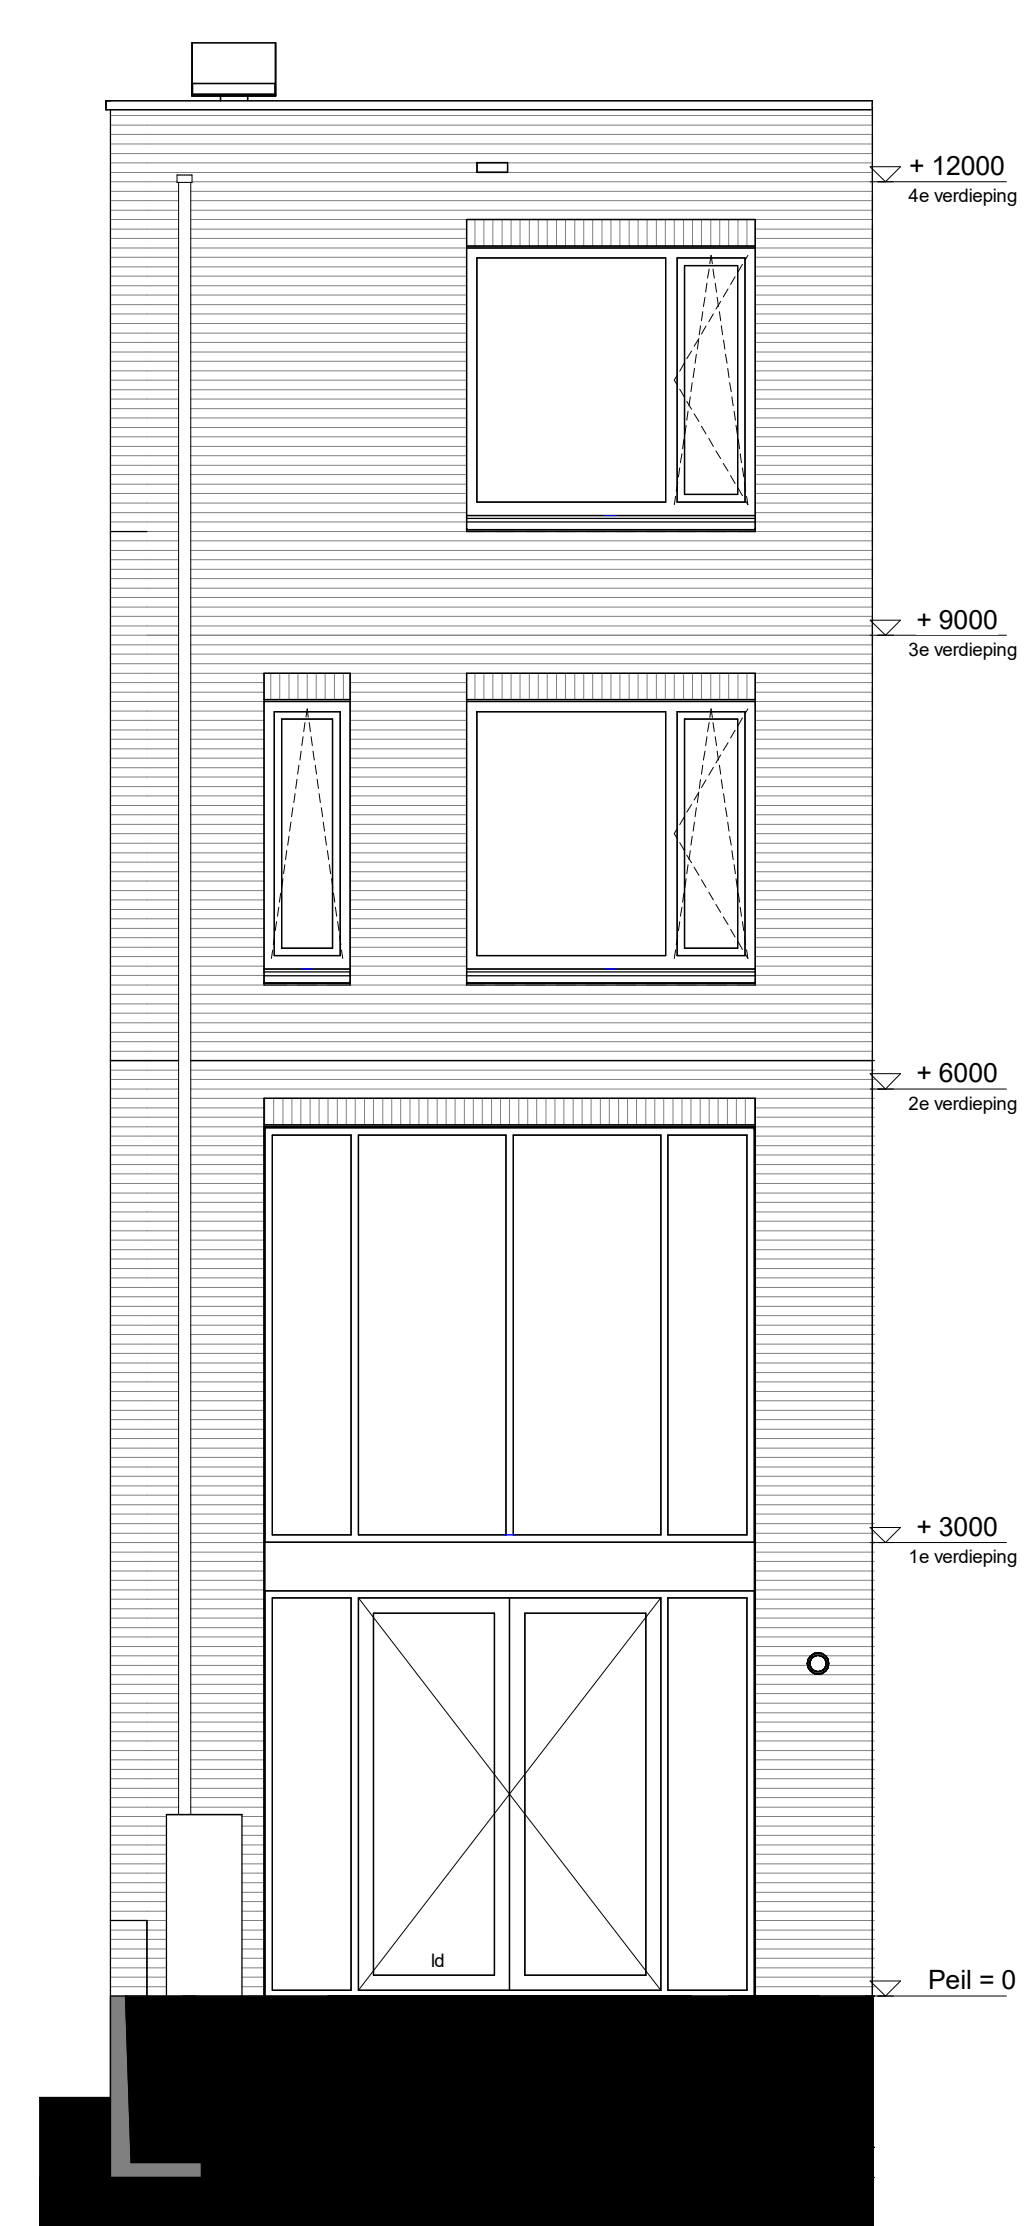 + 12000
4e verdieping
+ 9000
3e verdieping
+ 6000
2e verdieping
+ 3000
1e verdieping
ld
Peil = 0